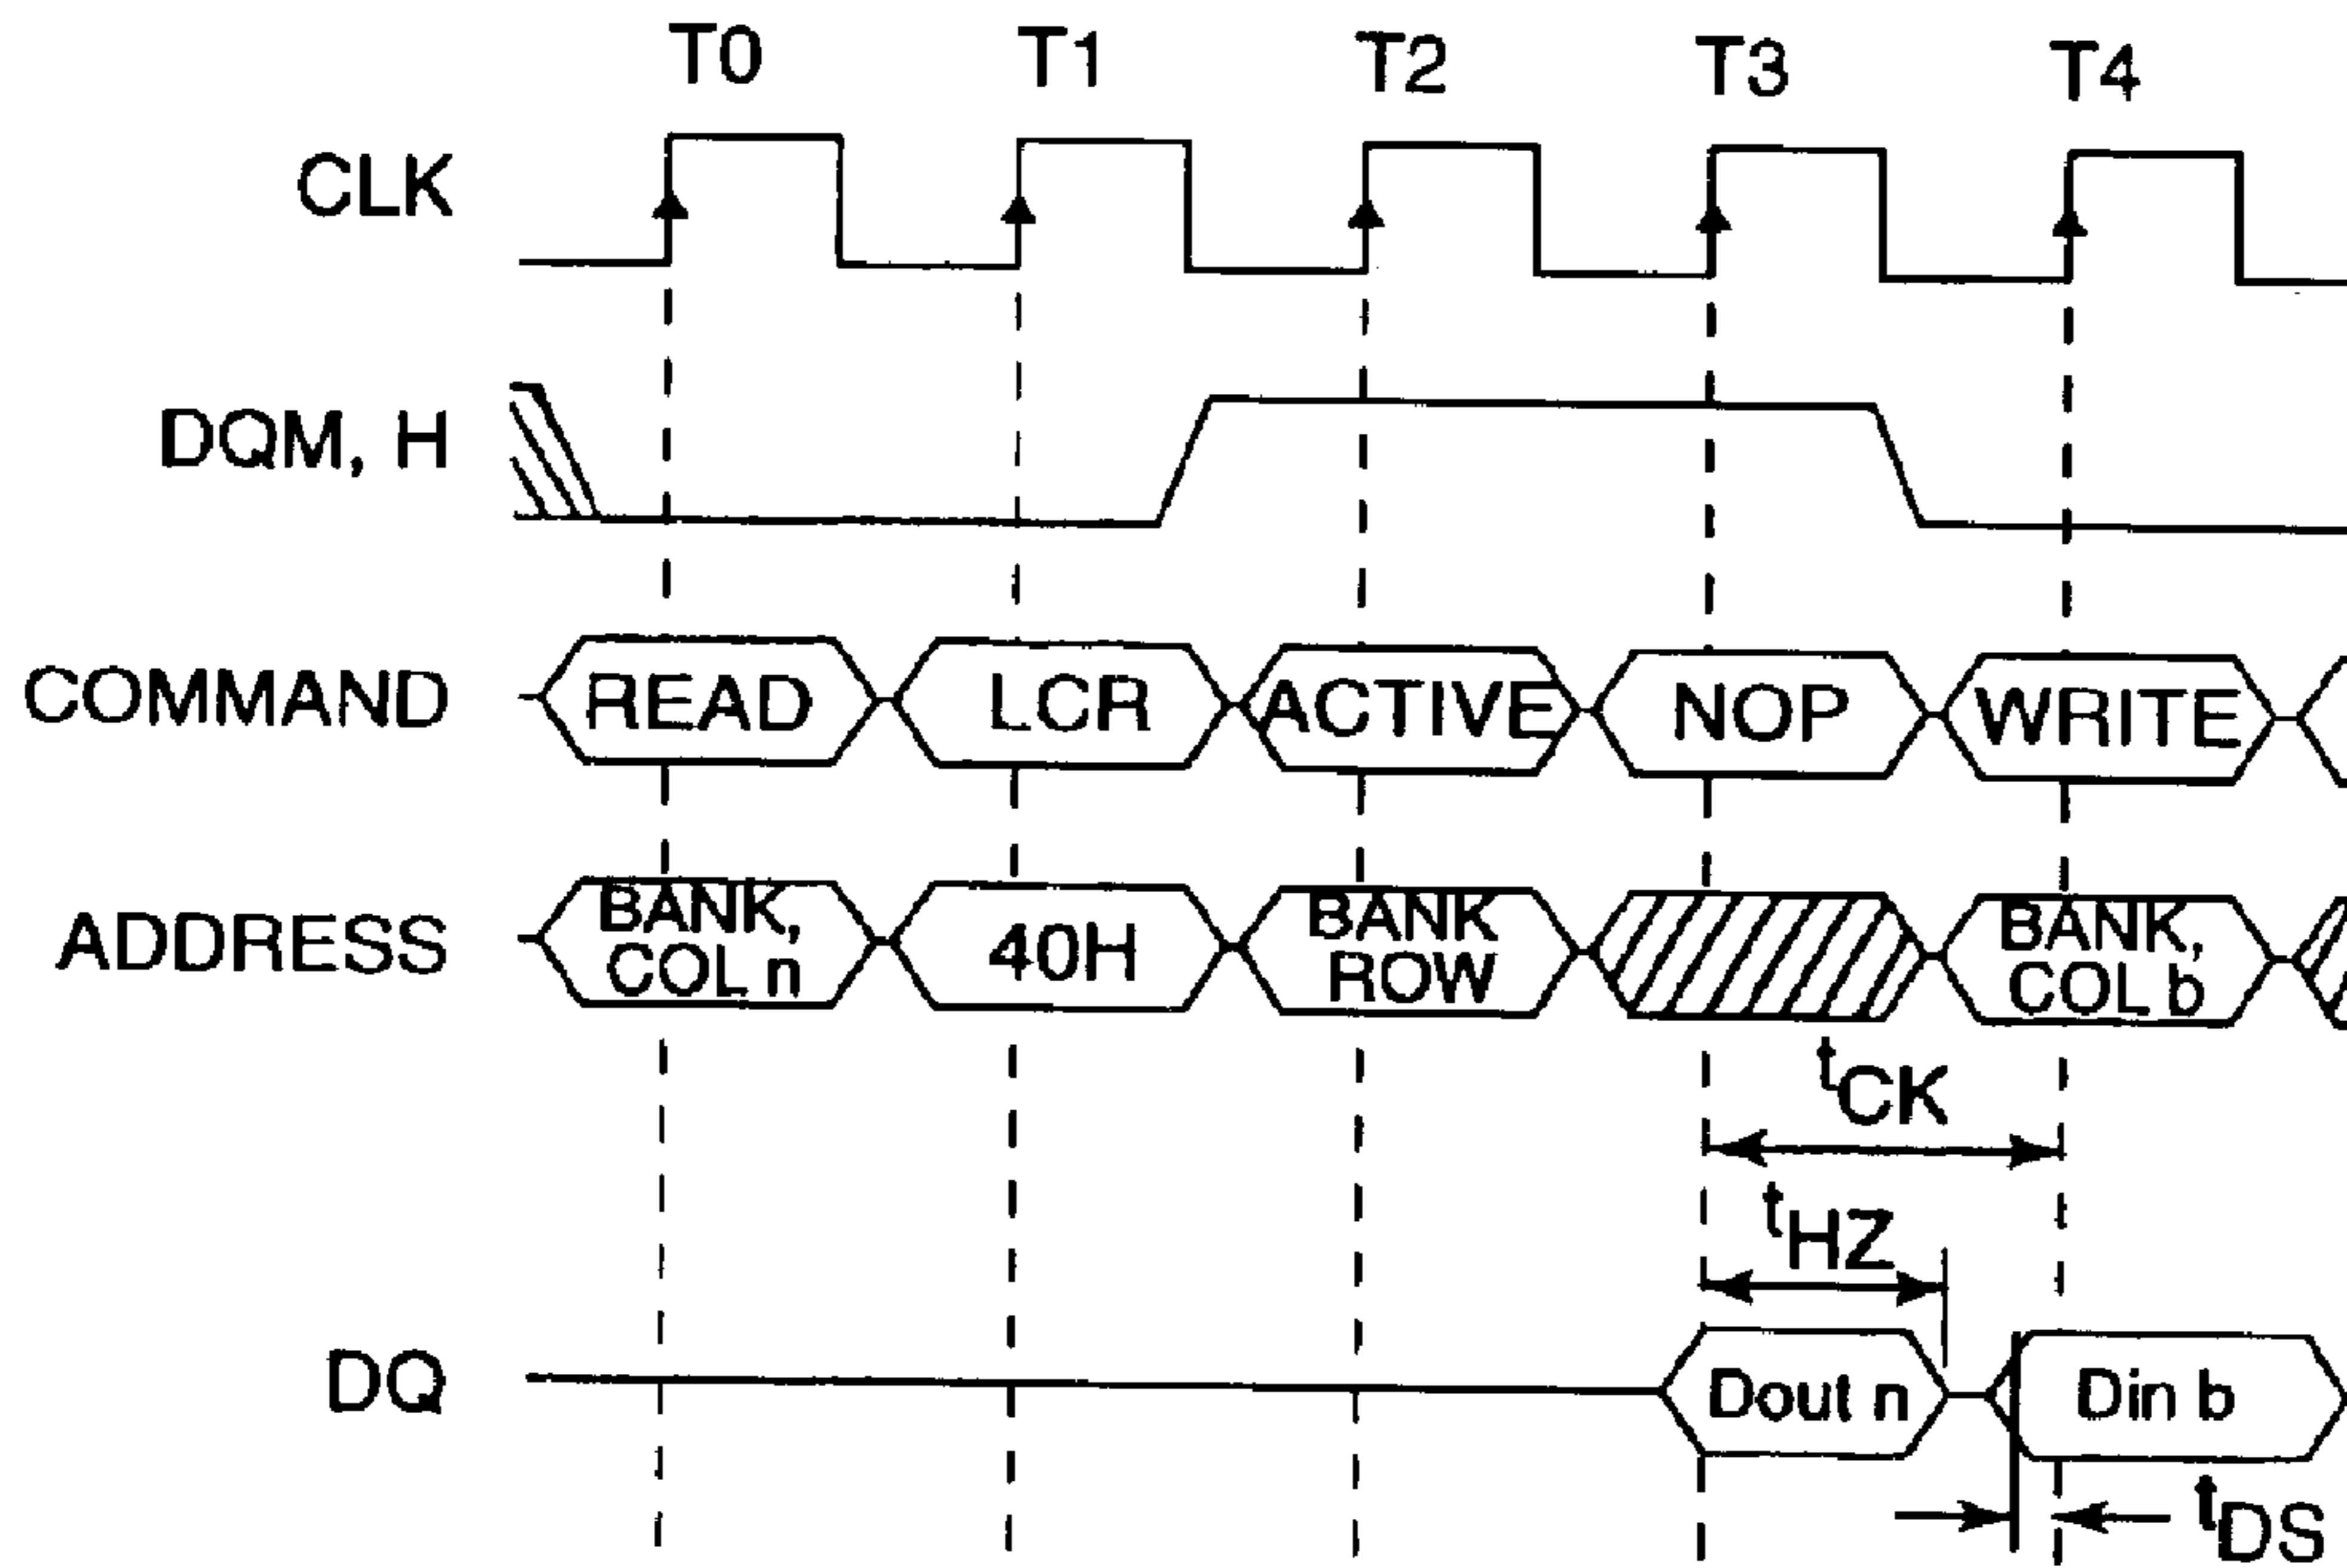 T0 T1 T2 T3 T4
CLK
DQM, H
COMMAND READ LCR ACTIVE NOP WRITE
ADDRESS BANK, COL n 40H BANK ROW BANK, COL b
tCK
tHZ
DQ Dout n Din b
tDS